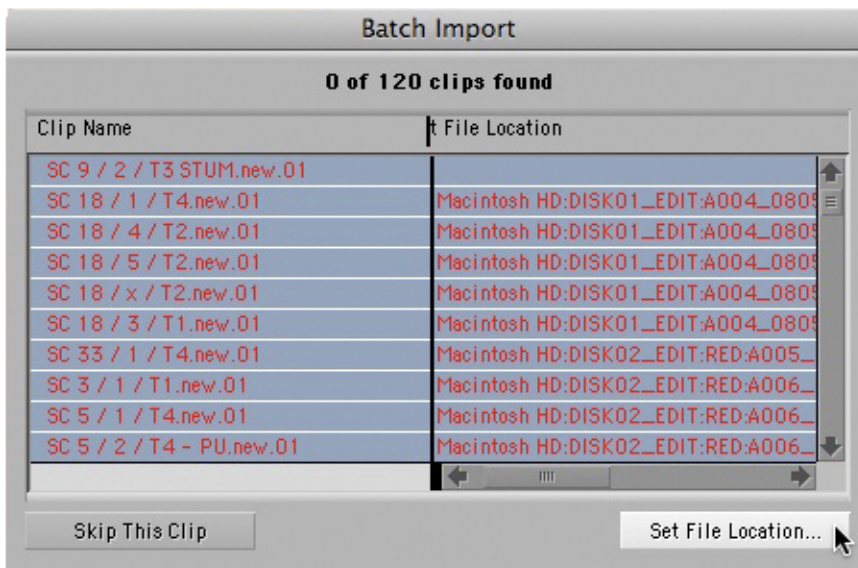 Batch Import
0 of 120 clips found
Clip Name t File Location
SC 9 / 2 / T3 STUM.new.01
SC 18 / 1 / T4.new.01 Macintosh HD:DISK01_EDIT:A004_0805
SC 18 / 4 / T2.new.01 Macintosh HD:DISK01_EDIT:A004_0805
SC 18 / 5 / T2.new.01 Macintosh HD:DISK01_EDIT:A004_0805
SC 18 / x / T2.new.01 Macintosh HD:DISK01_EDIT:A004_0805
SC 18 / 3 / T1.new.01 Macintosh HD:DISK01_EDIT:A004_0805
SC 33 / 1 / T4.new.01 Macintosh HD:DISK02_EDIT:RED:A005_
SC 3 / 1 / T1.new.01 Macintosh HD:DISK02_EDIT:RED:A006_
SC 5 / 1 / T4.new.01 Macintosh HD:DISK02_EDIT:RED:A006_
SC 5 / 2 / T4 - PU.new.01 Macintosh HD:DISK02_EDIT:RED:A006_
Skip This Clip Set File Location...